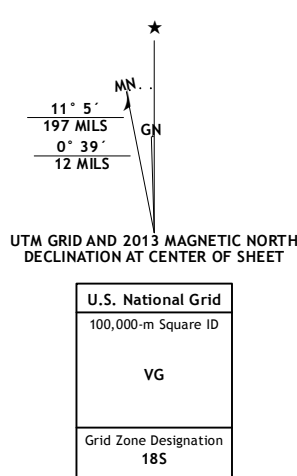 MN
11° 5´
197 MILS
GN
0° 39´
12 MILS
UTM GRID AND 2013 MAGNETIC NORTH
DECLINATION AT CENTER OF SHEET
U.S. National Grid
100,000-m Square ID
VG
Grid Zone Designation
18S